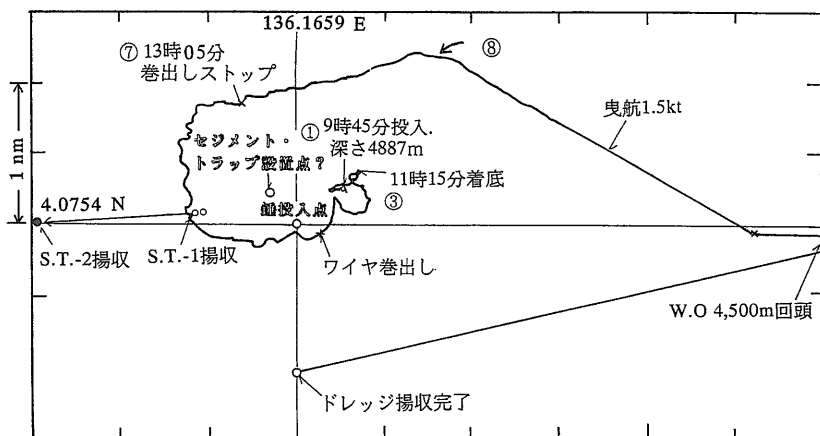 136.1659 E
⑦ 13時05分
巻出しストップ
⑧
曳航1.5kt
1 nm
セジメント・
トラップ設置点?
① 9時45分投入.
深さ4887m
11時15分着底
③
錘投入点
4.0754 N
S.T.-2揚収
S.T.-1揚収
ワイヤ巻出し
W.O 4,500m回頭
ドレッジ揚収完了